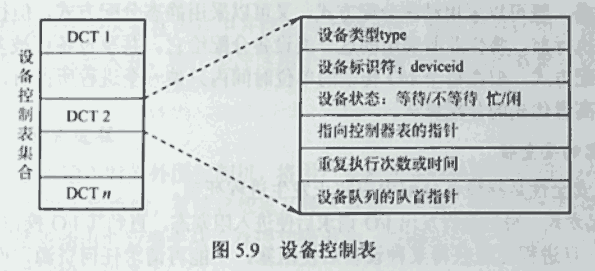 设备控制表集合
DCT 1
DCT 2
DCT n
设备类型type
设备标识符：deviceid
设备状态：等待/不等待 忙/闲
指向控制器表的指针
重复执行次数或时间
设备队列的队首指针
图 5.9 设备控制表